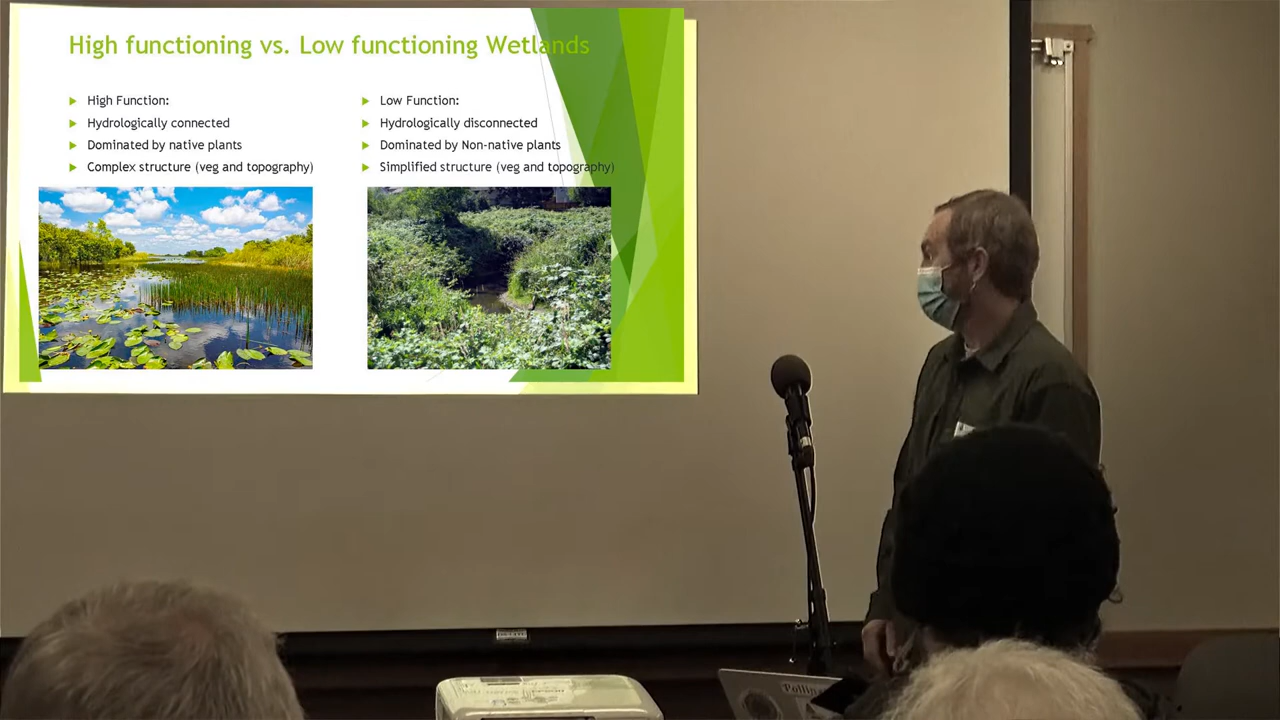 High functioning vs. Low functioning Wetlands
High Function:
Hydrologically connected
Dominated by native plants
Complex structure (veg and topography)
Low Function:
Hydrologically disconnected
Dominated by Non-native plants
Simplified structure (veg and topography)